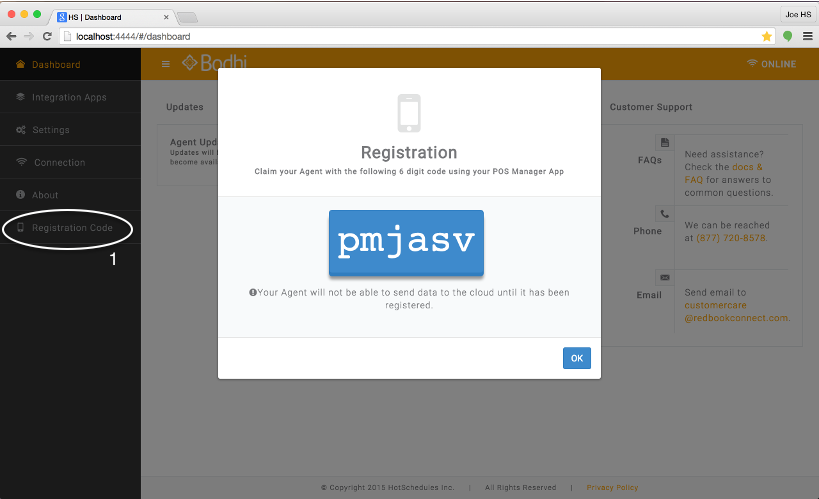 HS | Dashboard
Joe HS
localhost:4444/#/dashboard
Dashboard
Integration Apps
Settings
Connection
About
Registration Code
1
Bodhi
ONLINE
Updates
Agent Upd
Updates will
become avail
Registration
Claim your Agent with the following 6 digit code using your POS Manager App
pmjasv
Your Agent will not be able to send data to the cloud until it has been
registered.
OK
Customer Support
FAQs
Need assistance?
Check the docs &
FAQ for answers to
common questions.
Phone
We can be reached
at (877) 720-8578.
Email
Send email to
customercare
@redbookconnect.com.
© Copyright 2015 HotSchedules Inc. | All Rights Reserved | Privacy Policy